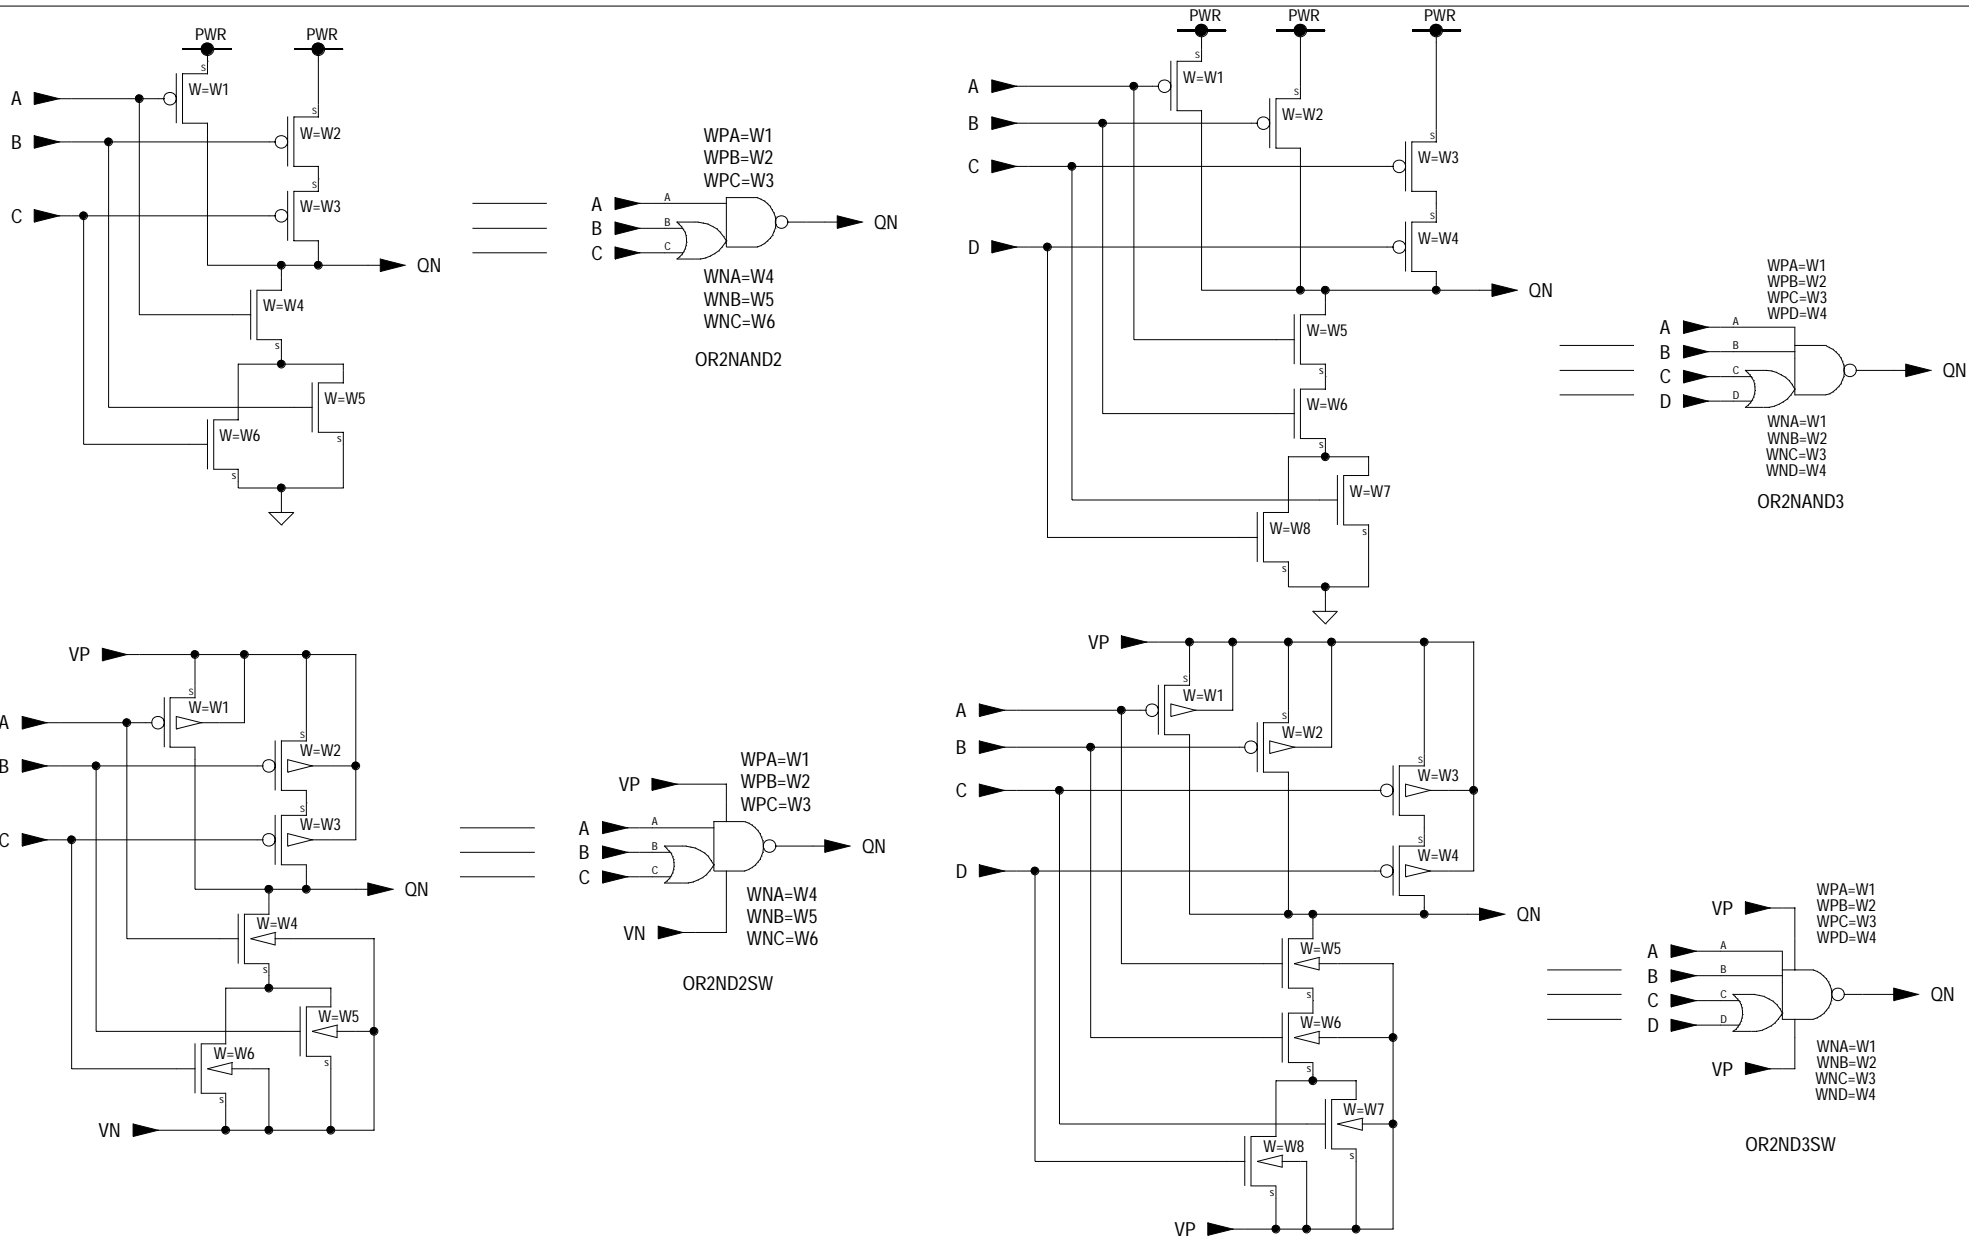 PWR
PWR
s
W=W1
A
s
W=W2
B
s
W=W3
C
QN
W=W4
s
W=W5
s
W=W6
s
WPA=W1
WPB=W2
WPC=W3
A
A
B
B
C
C
QN
WNA=W4
WNB=W5
WNC=W6
OR2NAND2
PWR
PWR
PWR
s
W=W1
A
s
W=W2
B
s
W=W3
C
s
W=W4
D
QN
W=W5
s
W=W6
s
W=W7
s
W=W8
s
WPA=W1
WPB=W2
WPC=W3
WPD=W4
A
A
B
B
C
C
D
D
QN
WNA=W1
WNB=W2
WNC=W3
WND=W4
OR2NAND3
VP
s
W=W1
A
s
W=W2
B
s
W=W3
C
QN
W=W4
s
W=W5
s
W=W6
s
VN
WPA=W1
WPB=W2
WPC=W3
VP
A
A
B
B
C
C
QN
VN
WNA=W4
WNB=W5
WNC=W6
OR2ND2SW
VP
s
W=W1
A
s
W=W2
B
s
W=W3
C
s
W=W4
D
QN
W=W5
s
W=W6
s
W=W7
s
W=W8
s
VP
WPA=W1
WPB=W2
WPC=W3
WPD=W4
VP
A
A
B
B
C
C
D
D
QN
VP
WNA=W1
WNB=W2
WNC=W3
WND=W4
OR2ND3SW